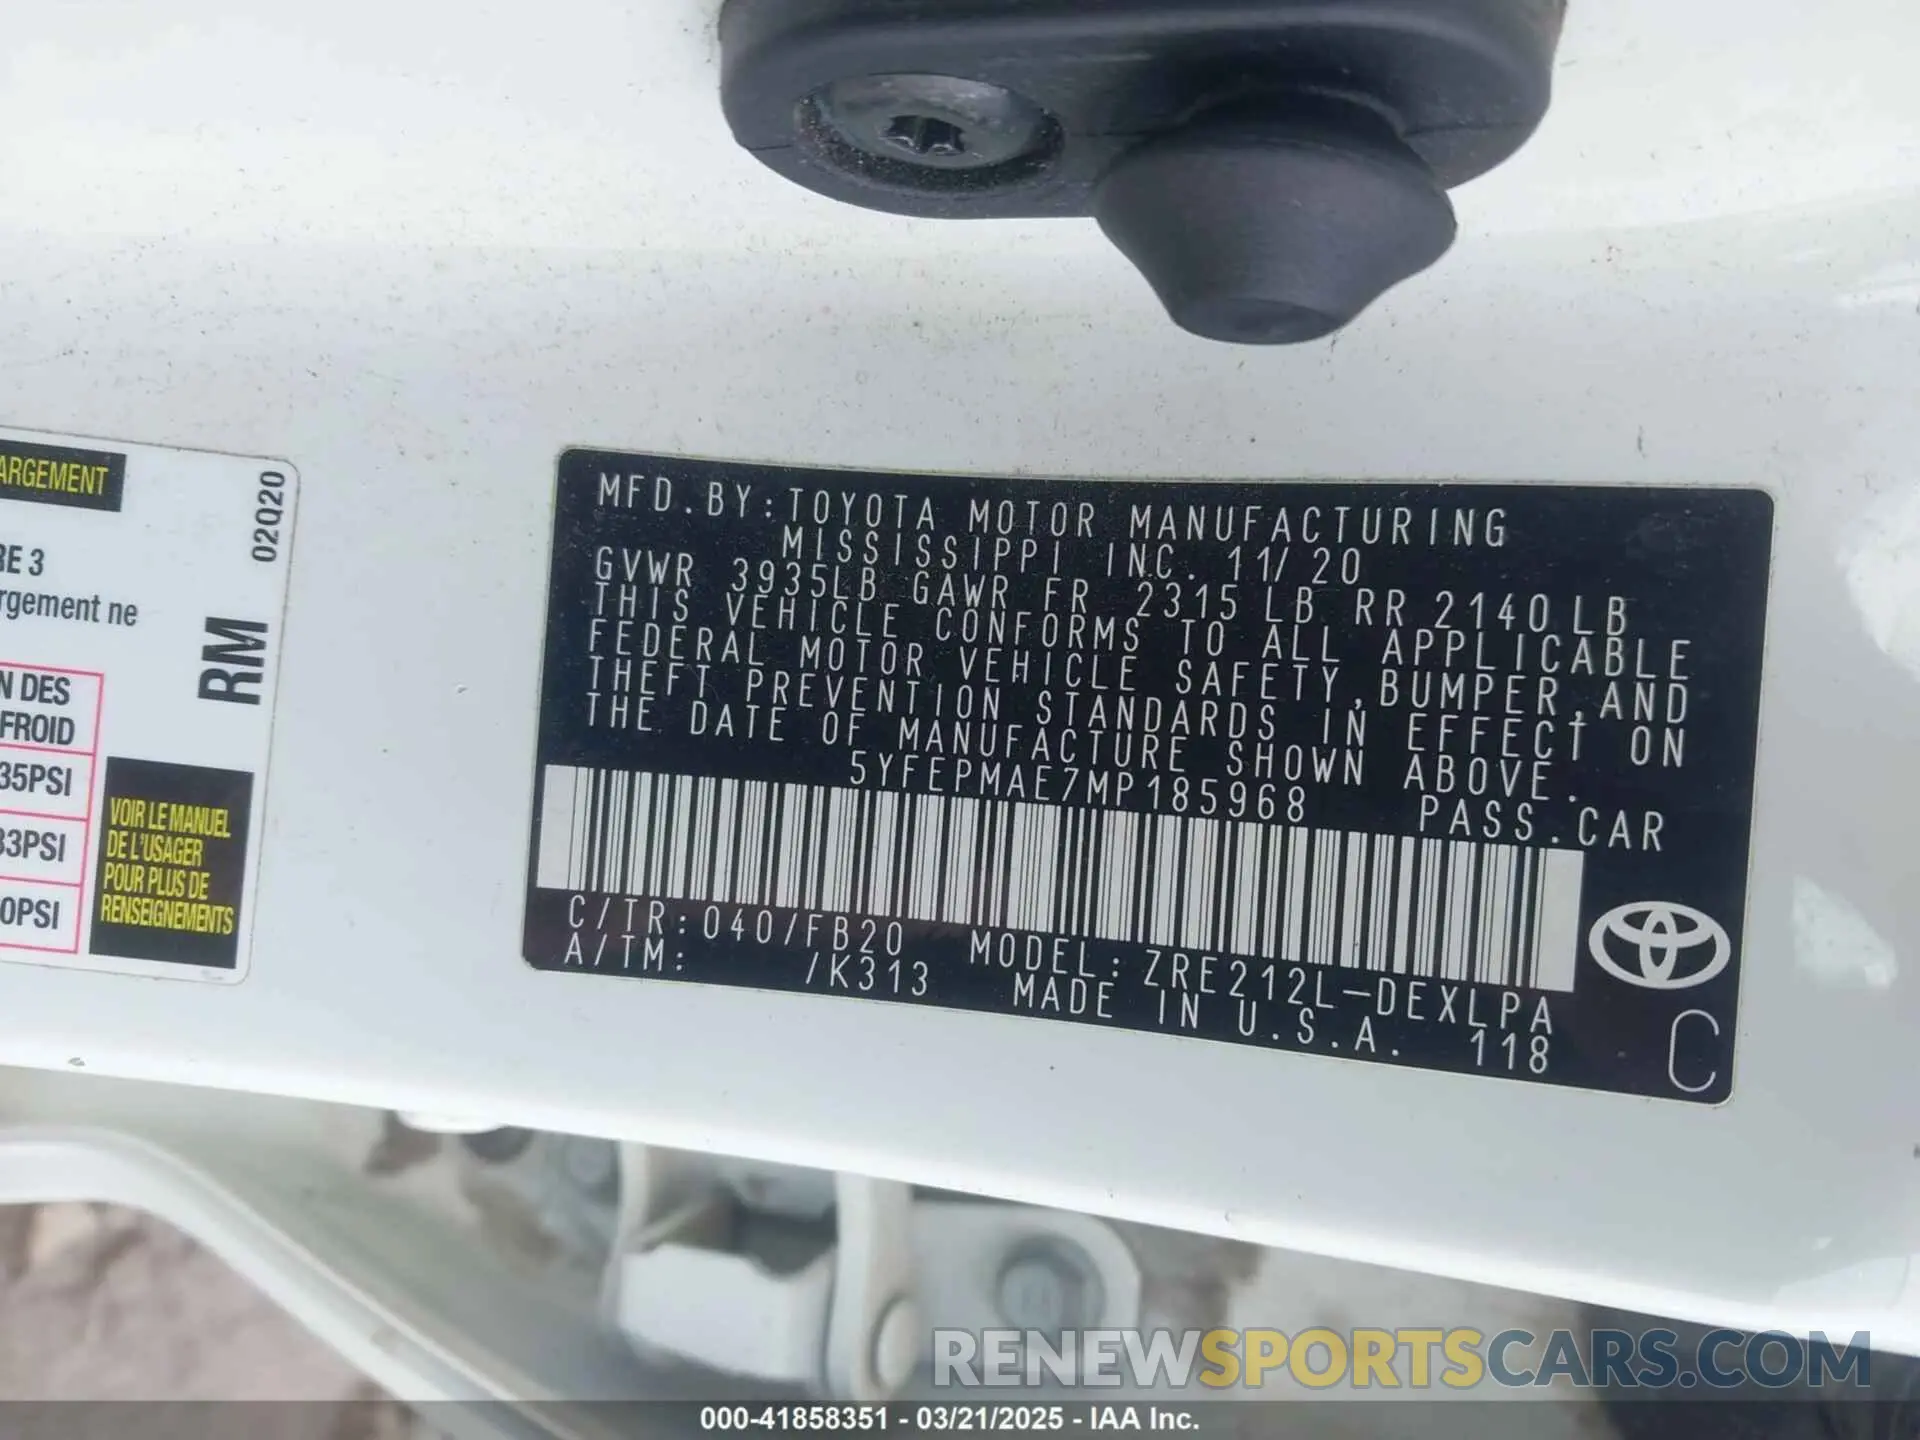 ARGEMENT
02Q20
RE 3
rgement ne
RM
N DES
FROID
35PSI
33PSI
0PSI
VOIR LE MANUEL
DE L'USAGER
POUR PLUS DE
RENSEIGNEMENTS
MFD. BY: TOYOTA MOTOR MANUFACTURING
MISSISSIPPI INC. 11/20
GVWR 3935LB GAWR FR 2315 LB RR 2140 LB
THIS VEHICLE CONFORMS TO ALL APPLICABLE
FEDERAL MOTOR VEHICLE SAFETY, BUMPER, AND
THEFT PREVENTION STANDARDS IN EFFECT ON
THE DATE OF MANUFACTURE SHOWN ABOVE.
5YFEPMAE7MP185968 PASS. CAR
C/TR: 040/FB20 MODEL: ZRE212L-DEXLPA
A/TM: /K313 MADE IN U.S.A. 118
C
RENEWSPORTSCARS.COM
000-41858351 - 03/21/2025 - IAA Inc.